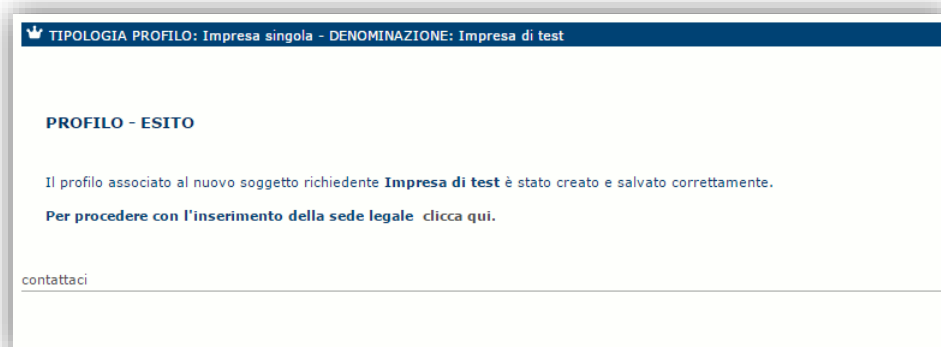 TIPOLOGIA PROFILO: Impresa singola - DENOMINAZIONE: Impresa di test
PROFILO - ESITO
Il profilo associato al nuovo soggetto richiedente Impresa di test è stato creato e salvato correttamente.
Per procedere con l'inserimento della sede legale clicca qui.
contattaci